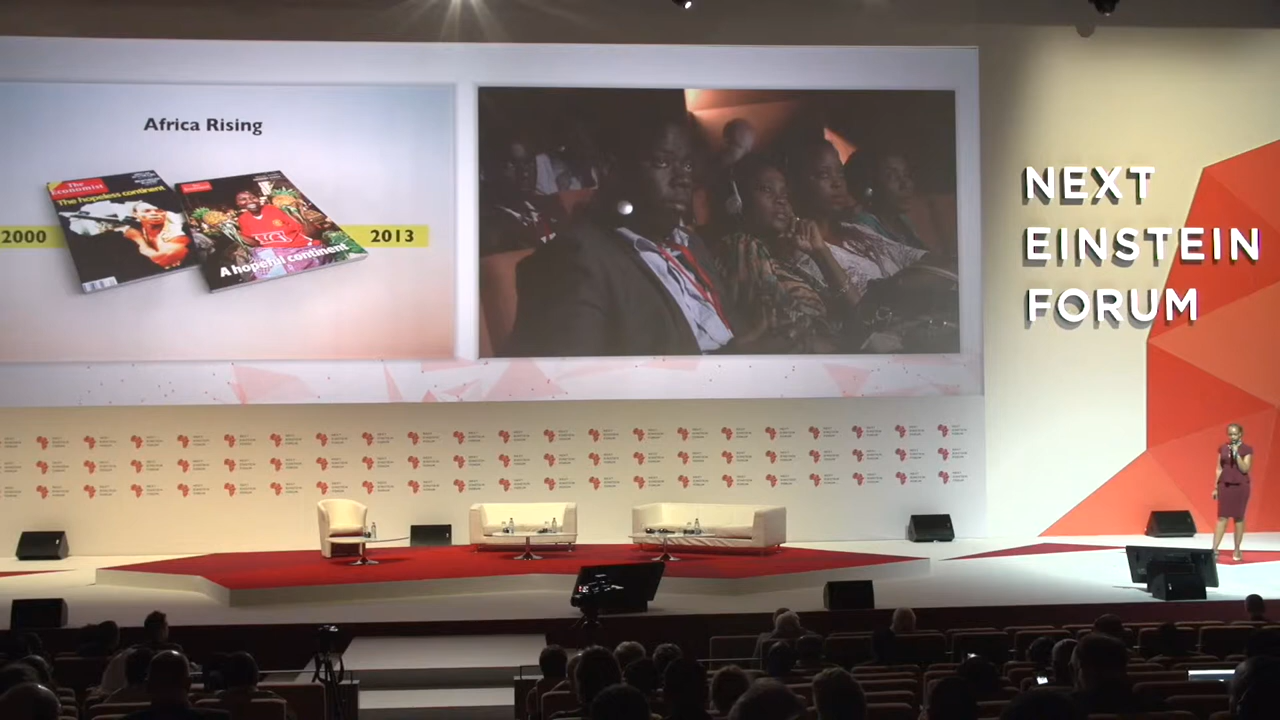 Africa Rising
2000
The
Economist
The hopeless continent
A hopeful continent
2013
NEXT
EINSTEIN
FORUM